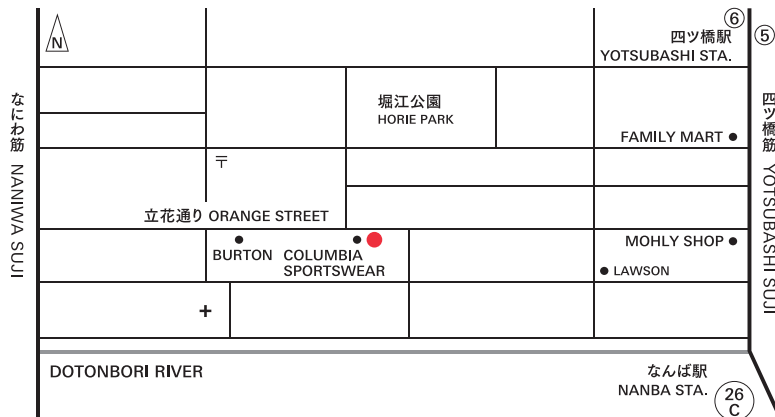 N
⑥
⑤
四ツ橋駅
YOTSUBASHI STA.
堀江公園
HORIE PARK
なにわ筋 NANIWA SUJI
四ツ橋筋 YOTSUBASHI SUJI
FAMILY MART
〒
立花通り ORANGE STREET
BURTON
COLUMBIA
SPORTSWEAR
MOHLY SHOP
LAWSON
DOTONBORI RIVER
なんば駅
NANBA STA.
26
C